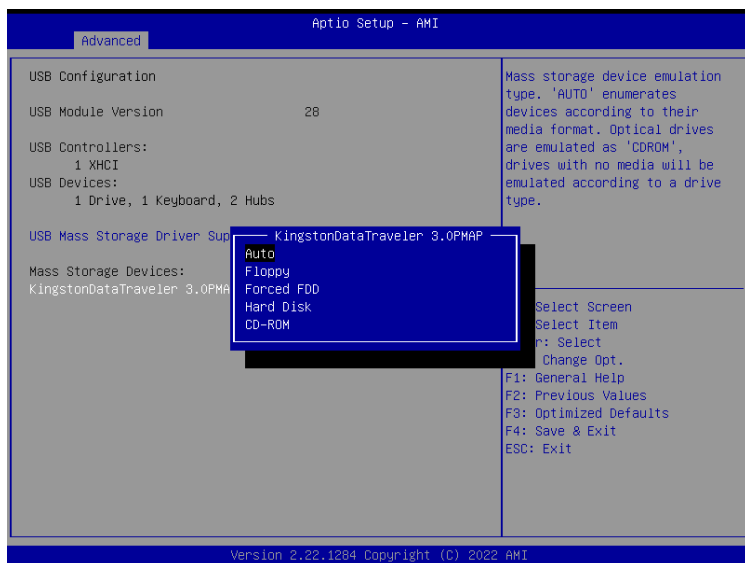 Aptio Setup – AMI
Advanced
USB Configuration
USB Module Version 28
USB Controllers:
1 XHCI
USB Devices:
1 Drive, 1 Keyboard, 2 Hubs
USB Mass Storage Driver Sup
Mass Storage Devices:
KingstonDataTraveler 3.0PMA
KingstonDataTraveler 3.0PMAP
Auto
Floppy
Forced FDD
Hard Disk
CD-ROM
Mass storage device emulation
type. 'AUTO' enumerates
devices according to their
media format. Optical drives
are emulated as 'CDROM',
drives with no media will be
emulated according to a drive
type.
Select Screen
Select Item
r: Select
Change Opt.
F1: General Help
F2: Previous Values
F3: Optimized Defaults
F4: Save & Exit
ESC: Exit
Version 2.22.1284 Copyright (C) 2022 AMI